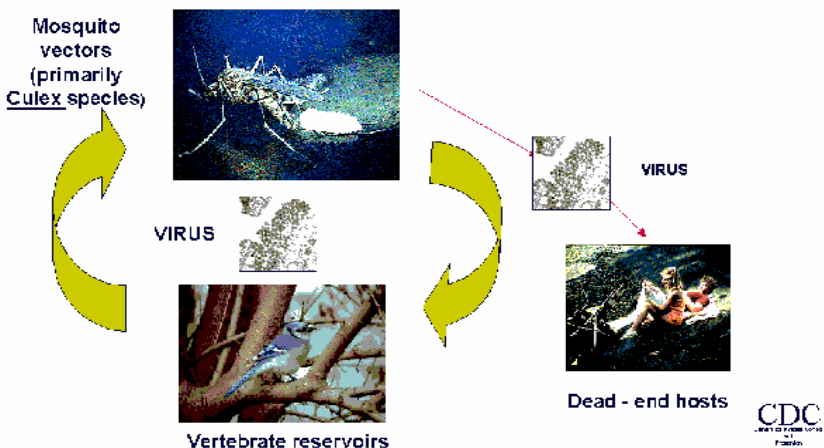 Mosquito
vectors
(primarily
Culex species)
VIRUS
VIRUS
Vertebrate reservoirs
Dead - end hosts
CDC